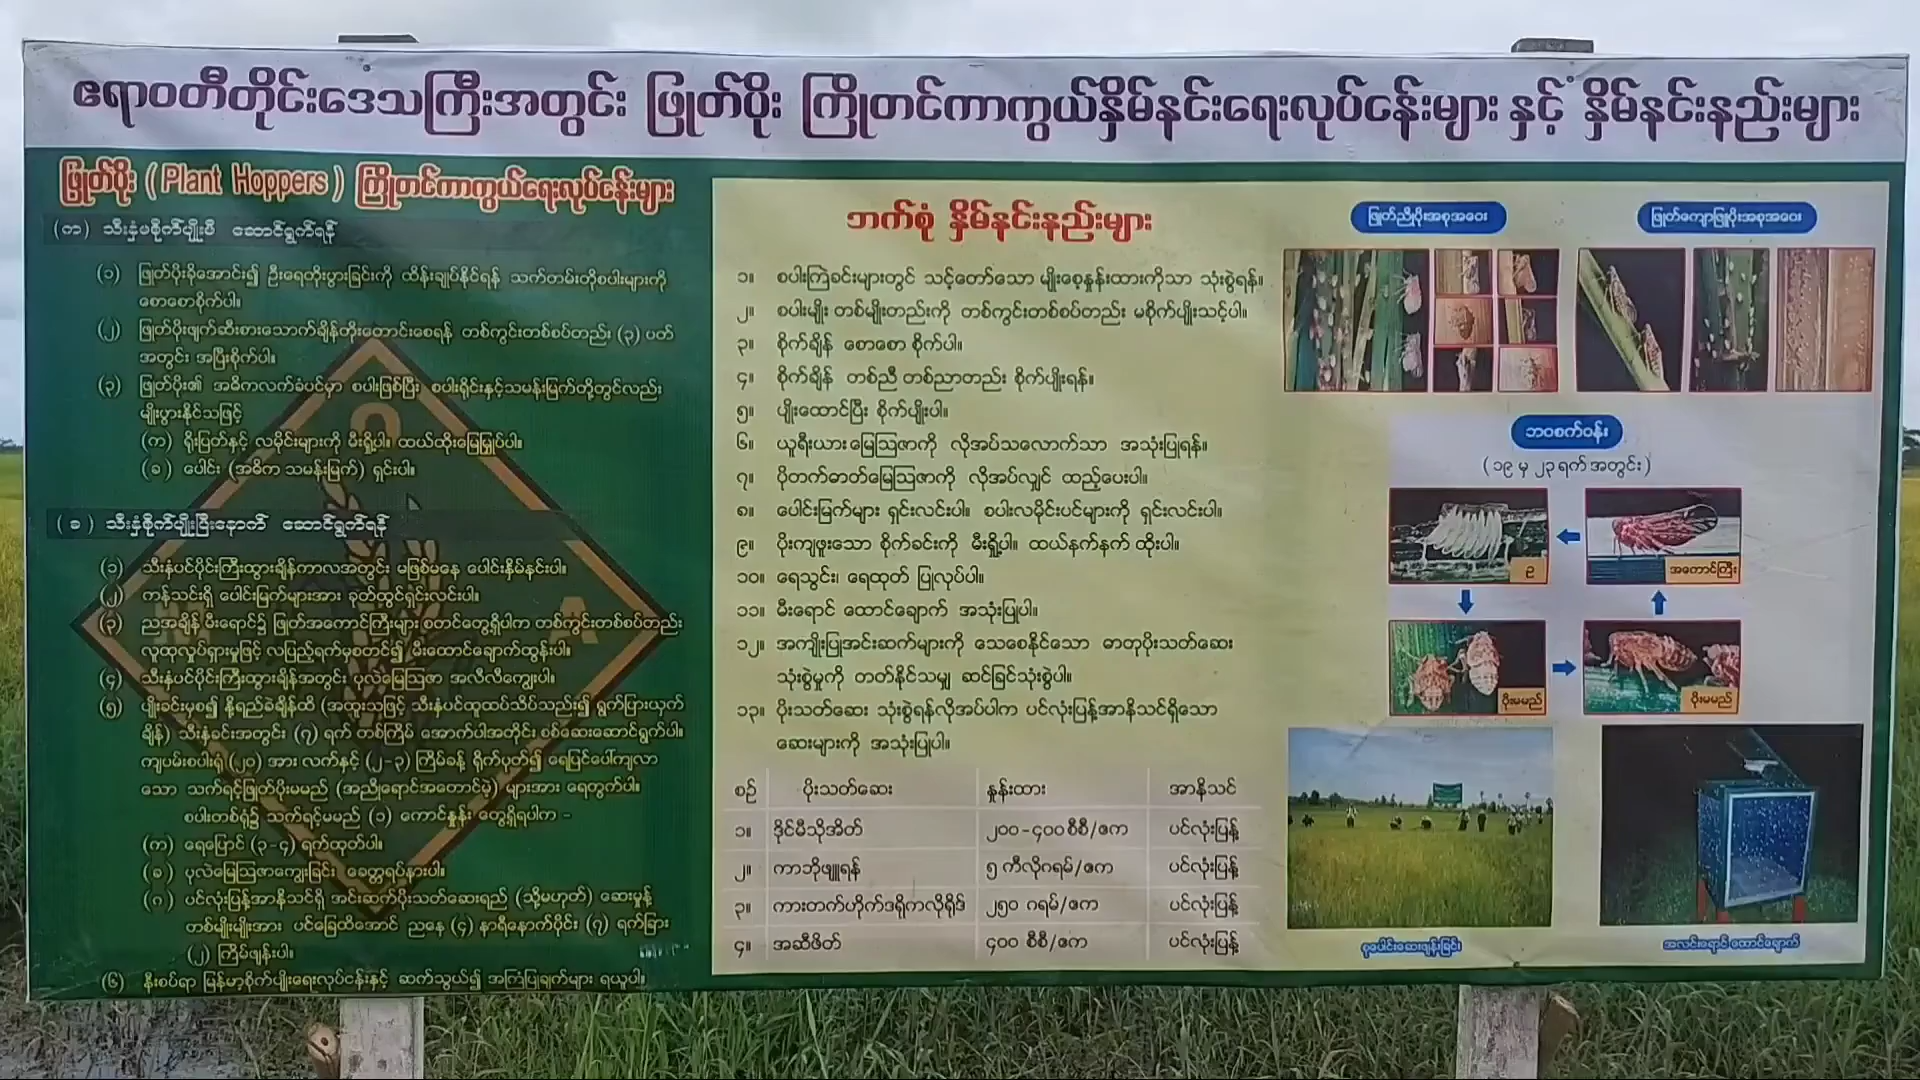 ဧရာဝတီတိုင်းဒေသကြီးအတွင်း ဖြုတ်ပိုး ကြိုတင်ကာကွယ်နှိမ်နင်းရေးလုပ်ငန်းများ နှင့် နှိမ်နင်းနည်းများ
ဖြုတ်ပိုး (Plant Hoppers) ကြိုတင်ကာကွယ်ရေးလုပ်ငန်းများ
(က) သီးနှံမစိုက်ပျိုးမီ ဆောင်ရွက်ရန်
(၁) ဖြုတ်ပိုးခိုအောင်း၍ ဦးရေတိုးပွားခြင်းကို ထိန်းချုပ်နိုင်ရန် သက်တမ်းတိုစပါးများကို
စောစောစိုက်ပါ။
(၂) ဖြုတ်ပိုးဖျက်ဆီးစားသောက်ချိန်တိုးတောင်းစေရန် တစ်ကွင်းတစ်စပ်တည်း (၃) ပတ်
အတွင်း အပြီးစိုက်ပါ။
(၃) ဖြုတ်ပိုး၏ အဓိကလက်ခံပင်မှာ စပါးဖြစ်ပြီး စပါးရိုင်းနှင့်သမန်းမြက်တို့တွင်လည်း
မျိုးပွားနိုင်သဖြင့်
(က) ရိုးပြတ်နှင့် လမိုင်းများကို မီးရှို့ပါ။ ထယ်ထိုးမြေမြှုပ်ပါ။
(ခ) ပေါင်း (အဓိက သမန်းမြက်) ရှင်းပါ။
(ခ) သီးနှံစိုက်ပျိုးပြီးနောက် ဆောင်ရွက်ရန်
(၁) သီးနှံပင်ပိုင်းကြီးထွားချိန်ကာလအတွင်း မဖြစ်မနေ ပေါင်းနှိမ်နင်းပါ။
(၂) ကန်သင်းရှိ ပေါင်းမြက်များအား ခုတ်ထွင်ရှင်းလင်းပါ။
(၃) ညအချိန် မီးရောင်၌ ဖြုတ်အကောင်ကြီးများ စတင်တွေ့ရှိပါက တစ်ကွင်းတစ်စပ်တည်း
လူထုလှုပ်ရှားမှုဖြင့် လပြည့်ရက်မှစတင်၍ မီးထောင်ချောက်ထွန်းပါ။
(၄) သီးနှံပင်ပိုင်းကြီးထွားချိန်အတွင်း ပုလဲမြေဩဇာ အလီလီကျွေးပါ။
(၅) ပျိုးခင်းမှစ၍ နို့ရည်ခဲချိန်ထိ (အထူးသဖြင့် သီးနှံပင်ထူထပ်သိပ်သည်း၍ ရွက်ပြားယှက်
ချိန်) သီးနှံခင်းအတွင်း (၇) ရက် တစ်ကြိမ် အောက်ပါအတိုင်း စစ်ဆေးဆောင်ရွက်ပါ။
ကျပမ်းစပါးရုံ (၂၀) အား လက်နှင့် (၂-၃) ကြိမ်ခန့် ရိုက်ပုတ်၍ ရေပြင်ပေါ်ကျလာ
သော သက်ရင့်ဖြုတ်ပိုးမမည် (အညိုရောင်အတောင်မဲ့) များအား ရေတွက်ပါ။
စပါးတစ်ရုံ၌ သက်ရင့်မမည် (၁) ကောင်နှုန်း တွေ့ရှိရပါက -
(က) ရေပြောင် (၃-၄) ရက်ထုတ်ပါ။
(ခ) ပုလဲမြေဩဇာကျွေးခြင်း ခေတ္တရပ်နားပါ။
(ဂ) ပင်လုံးပြန့်အာနိသင်ရှိ အင်းဆက်ပိုးသတ်ဆေးရည် (သို့မဟုတ်) ဆေးမှုန့်
တစ်မျိုးမျိုးအား ပင်ခြေထိအောင် ညနေ (၄) နာရီနောက်ပိုင်း (၇) ရက်ခြား
(၂) ကြိမ်ဖျန်းပါ။
(၆) နီးစပ်ရာ မြန်မာ့စိုက်ပျိုးရေးလုပ်ငန်းနှင့် ဆက်သွယ်၍ အကြံပြုချက်များ ရယူပါ။
ဘက်စုံ နှိမ်နင်းနည်းများ
၁။ စပါးကြဲခင်းများတွင် သင့်တော်သော မျိုးစေ့နှုန်းထားကိုသာ သုံးစွဲရန်။
၂။ စပါးမျိုး တစ်မျိုးတည်းကို တစ်ကွင်းတစ်စပ်တည်း မစိုက်ပျိုးသင့်ပါ။
၃။ စိုက်ချိန် စောစော စိုက်ပါ။
၄။ စိုက်ချိန် တစ်ညီ တစ်ညာတည်း စိုက်ပျိုးရန်။
၅။ ပျိုးထောင်ပြီး စိုက်ပျိုးပါ။
၆။ ယူရီးယားမြေဩဇာကို လိုအပ်သလောက်သာ အသုံးပြုရန်။
၇။ ပိုတက်ဓာတ်မြေဩဇာကို လိုအပ်လျှင် ထည့်ပေးပါ။
၈။ ပေါင်းမြက်များ ရှင်းလင်းပါ။ စပါးလမိုင်းပင်များကို ရှင်းလင်းပါ။
၉။ ပိုးကျဖူးသော စိုက်ခင်းကို မီးရှို့ပါ။ ထယ်နက်နက် ထိုးပါ။
၁၀။ ရေသွင်း၊ ရေထုတ် ပြုလုပ်ပါ။
၁၁။ မီးရောင် ထောင်ချောက် အသုံးပြုပါ။
၁၂။ အကျိုးပြုအင်းဆက်များကို သေစေနိုင်သော ဓာတုပိုးသတ်ဆေး
သုံးစွဲမှုကို တတ်နိုင်သမျှ ဆင်ခြင်သုံးစွဲပါ။
၁၃။ ပိုးသတ်ဆေး သုံးစွဲရန်လိုအပ်ပါက ပင်လုံးပြန့်အာနိသင်ရှိသော
ဆေးများကို အသုံးပြုပါ။
စဉ် ပိုးသတ်ဆေး နှုန်းထား အာနိသင်
၁။ ဒိုင်မီသိုအိတ် ၂၀၀-၄၀၀စီစီ/ဧက ပင်လုံးပြန့်
၂။ ကာဘိုဖျူရန် ၅ ကီလိုဂရမ်/ဧက ပင်လုံးပြန့်
၃။ ကားတက်ဟိုက်ဒရိုကလိုရိုဒ် ၂၅၀ ဂရမ်/ဧက ပင်လုံးပြန့်
၄။ အဆီဖိတ် ၄၀၀ စီစီ/ဧက ပင်လုံးပြန့်
ဖြုတ်ညိုပိုးအစုအဝေး ဖြုတ်ကျောဖြူပိုးအစုအဝေး
ဘဝစက်ဝန်း
(၁၉ မှ ၂၃ရက် အတွင်း)
ဥ အကောင်ကြီး
ပိုးမမည် ပိုးမမည်
စုပေါင်းဆေးဖျန်းခြင်း အလင်းရောင် ထောင်ချောက်